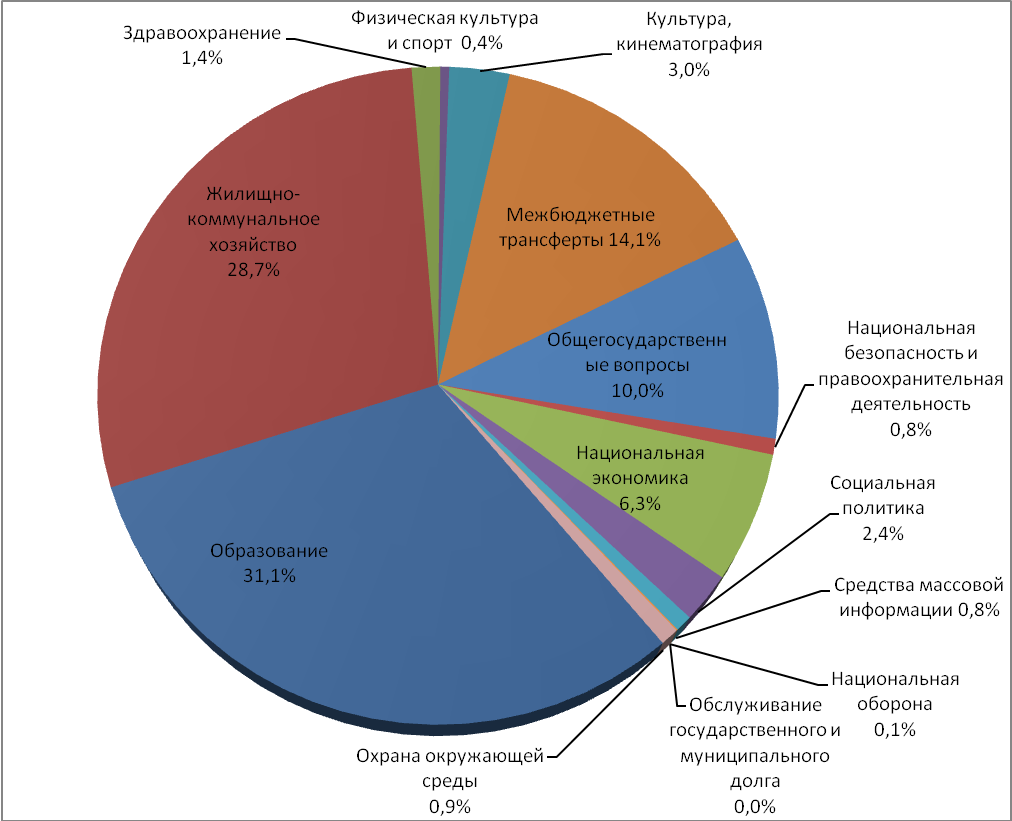 Физическая культура
и спорт 0,4%
Культура,
кинематография
3,0%
Здравоохранение
1,4%
Жилищно-
коммунальное
хозяйство
28,7%
Межбюджетные
трансферты 14,1%
Общегосударственн
ые вопросы
10,0%
Национальная
безопасность и
правоохранительная
деятельность
0,8%
Национальная
экономика
6,3%
Социальная
политика
2,4%
Образование
31,1%
Средства массовой
информации 0,8%
Национальная
оборона
0,1%
Обслуживание
государственного и
муниципального
долга
0,0%
Охрана окружающей
среды
0,9%